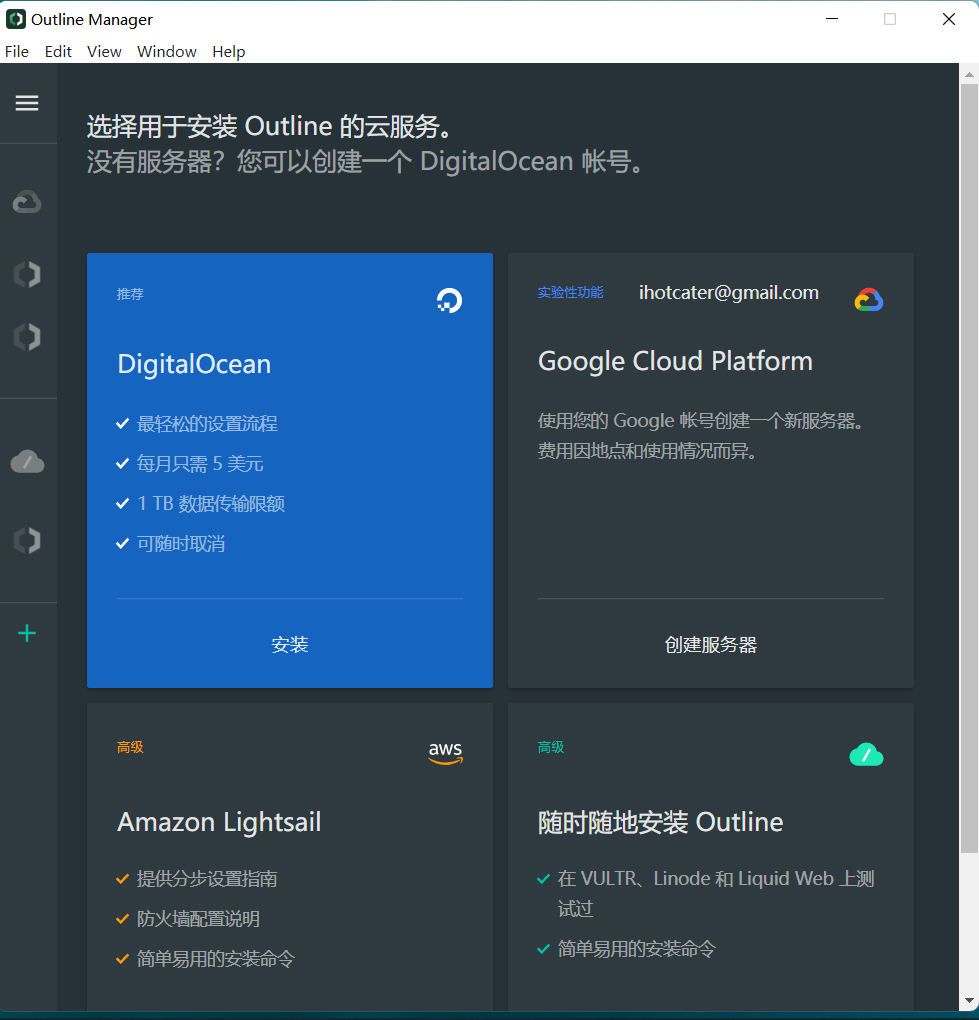 Outline Manager
File Edit View Window Help
选择用于安装 Outline 的云服务。
没有服务器？您可以创建一个 DigitalOcean 帐号。
推荐
DigitalOcean
最轻松的设置流程
每月只需 5 美元
1 TB 数据传输限额
可随时取消
安装
实验性功能 ihotcater@gmail.com
Google Cloud Platform
使用您的 Google 帐号创建一个新服务器。
费用因地点和使用情况而异。
创建服务器
高级
aws
Amazon Lightsail
提供分步设置指南
防火墙配置说明
简单易用的安装命令
高级
随时随地安装 Outline
在 VULTR、Linode 和 Liquid Web 上测
试过
简单易用的安装命令